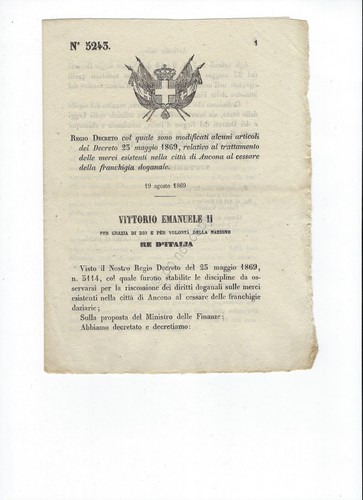 N° 5243.
1
REGIO DECRETO col quale sono modificati alcuni articoli
del Decreto 23 maggio 1869, relativo al trattamento
delle merci esistenti nella città di Ancona al cessare
della franchigia doganale.
19 agosto 1869
VITTORIO EMANUELE II
PER GRAZIA DI DIO E PER VOLONTÀ DELLA NAZIONE
RE D'ITALIA
Visto il Nostro Regio Decreto del 23 maggio 1869,
n. 5114, col quale furono stabilite le discipline da os-
servarsi per la riscossione dei diritti doganali sulle merci
esistenti nella città di Ancona al cessare delle franchigie
daziarie;
Sulla proposta del Ministro delle Finanze;
Abbiamo decretato e decretiamo: